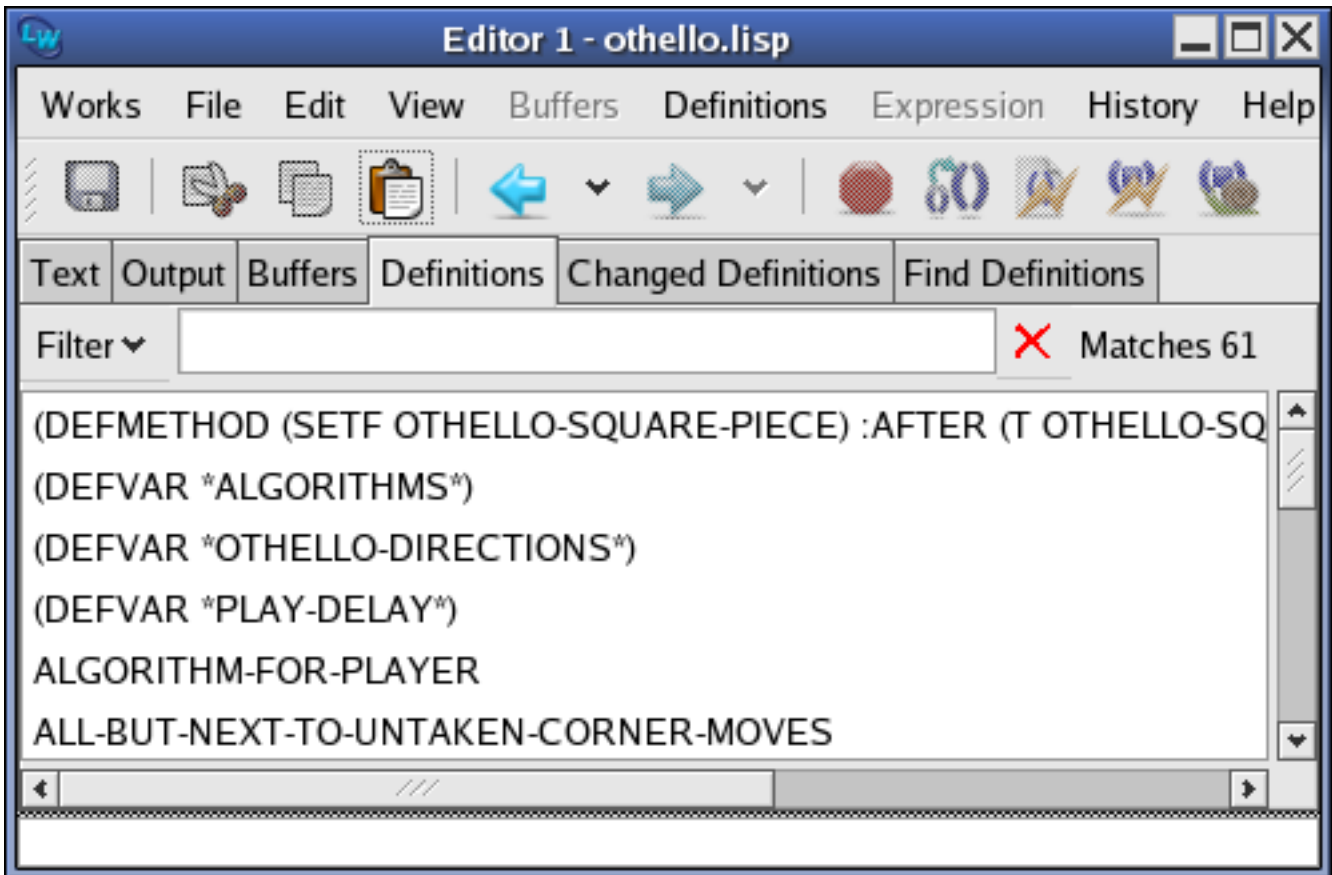 LW Editor 1 - othello.lisp
Works File Edit View Buffers Definitions Expression History Help
Text Output Buffers Definitions Changed Definitions Find Definitions
Filter Matches 61
(DEFMETHOD (SETF OTHELLO-SQUARE-PIECE) :AFTER (T OTHELLO-SQ
(DEFVAR *ALGORITHMS*)
(DEFVAR *OTHELLO-DIRECTIONS*)
(DEFVAR *PLAY-DELAY*)
ALGORITHM-FOR-PLAYER
ALL-BUT-NEXT-TO-UNTAKEN-CORNER-MOVES